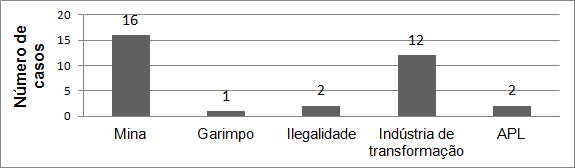 Número de
casos
20
15
10
5
0
16
1
2
12
2
Mina
Garimpo
Ilegalidade
Indústria de
transformação
APL